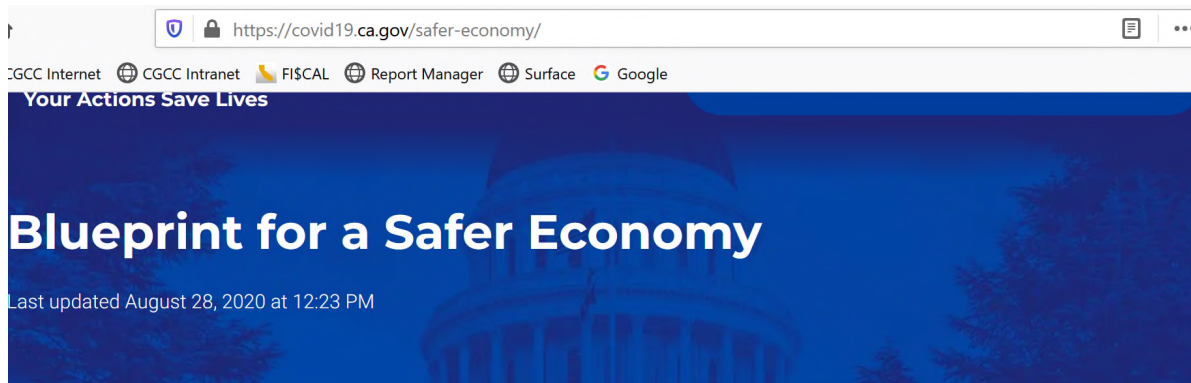 https://covid19.ca.gov/safer-economy/
CGCC Internet CGCC Intranet FI$CAL Report Manager Surface Google
Your Actions Save Lives
Blueprint for a Safer Economy
Last updated August 28, 2020 at 12:23 PM